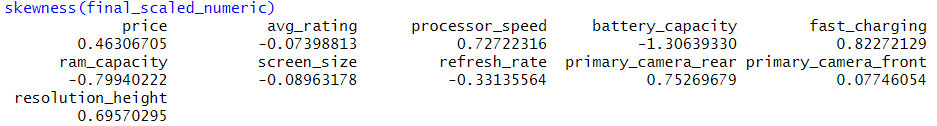 skewness(final_scaled_numeric)
price avg_rating processor_speed battery_capacity fast_charging
0.46306705 -0.07398813 0.72722316 -1.30639330 0.82272129
ram_capacity screen_size refresh_rate primary_camera_rear primary_camera_front
-0.79940222 -0.08963178 -0.33135564 0.75269679 0.07746054
resolution_height
0.69570295